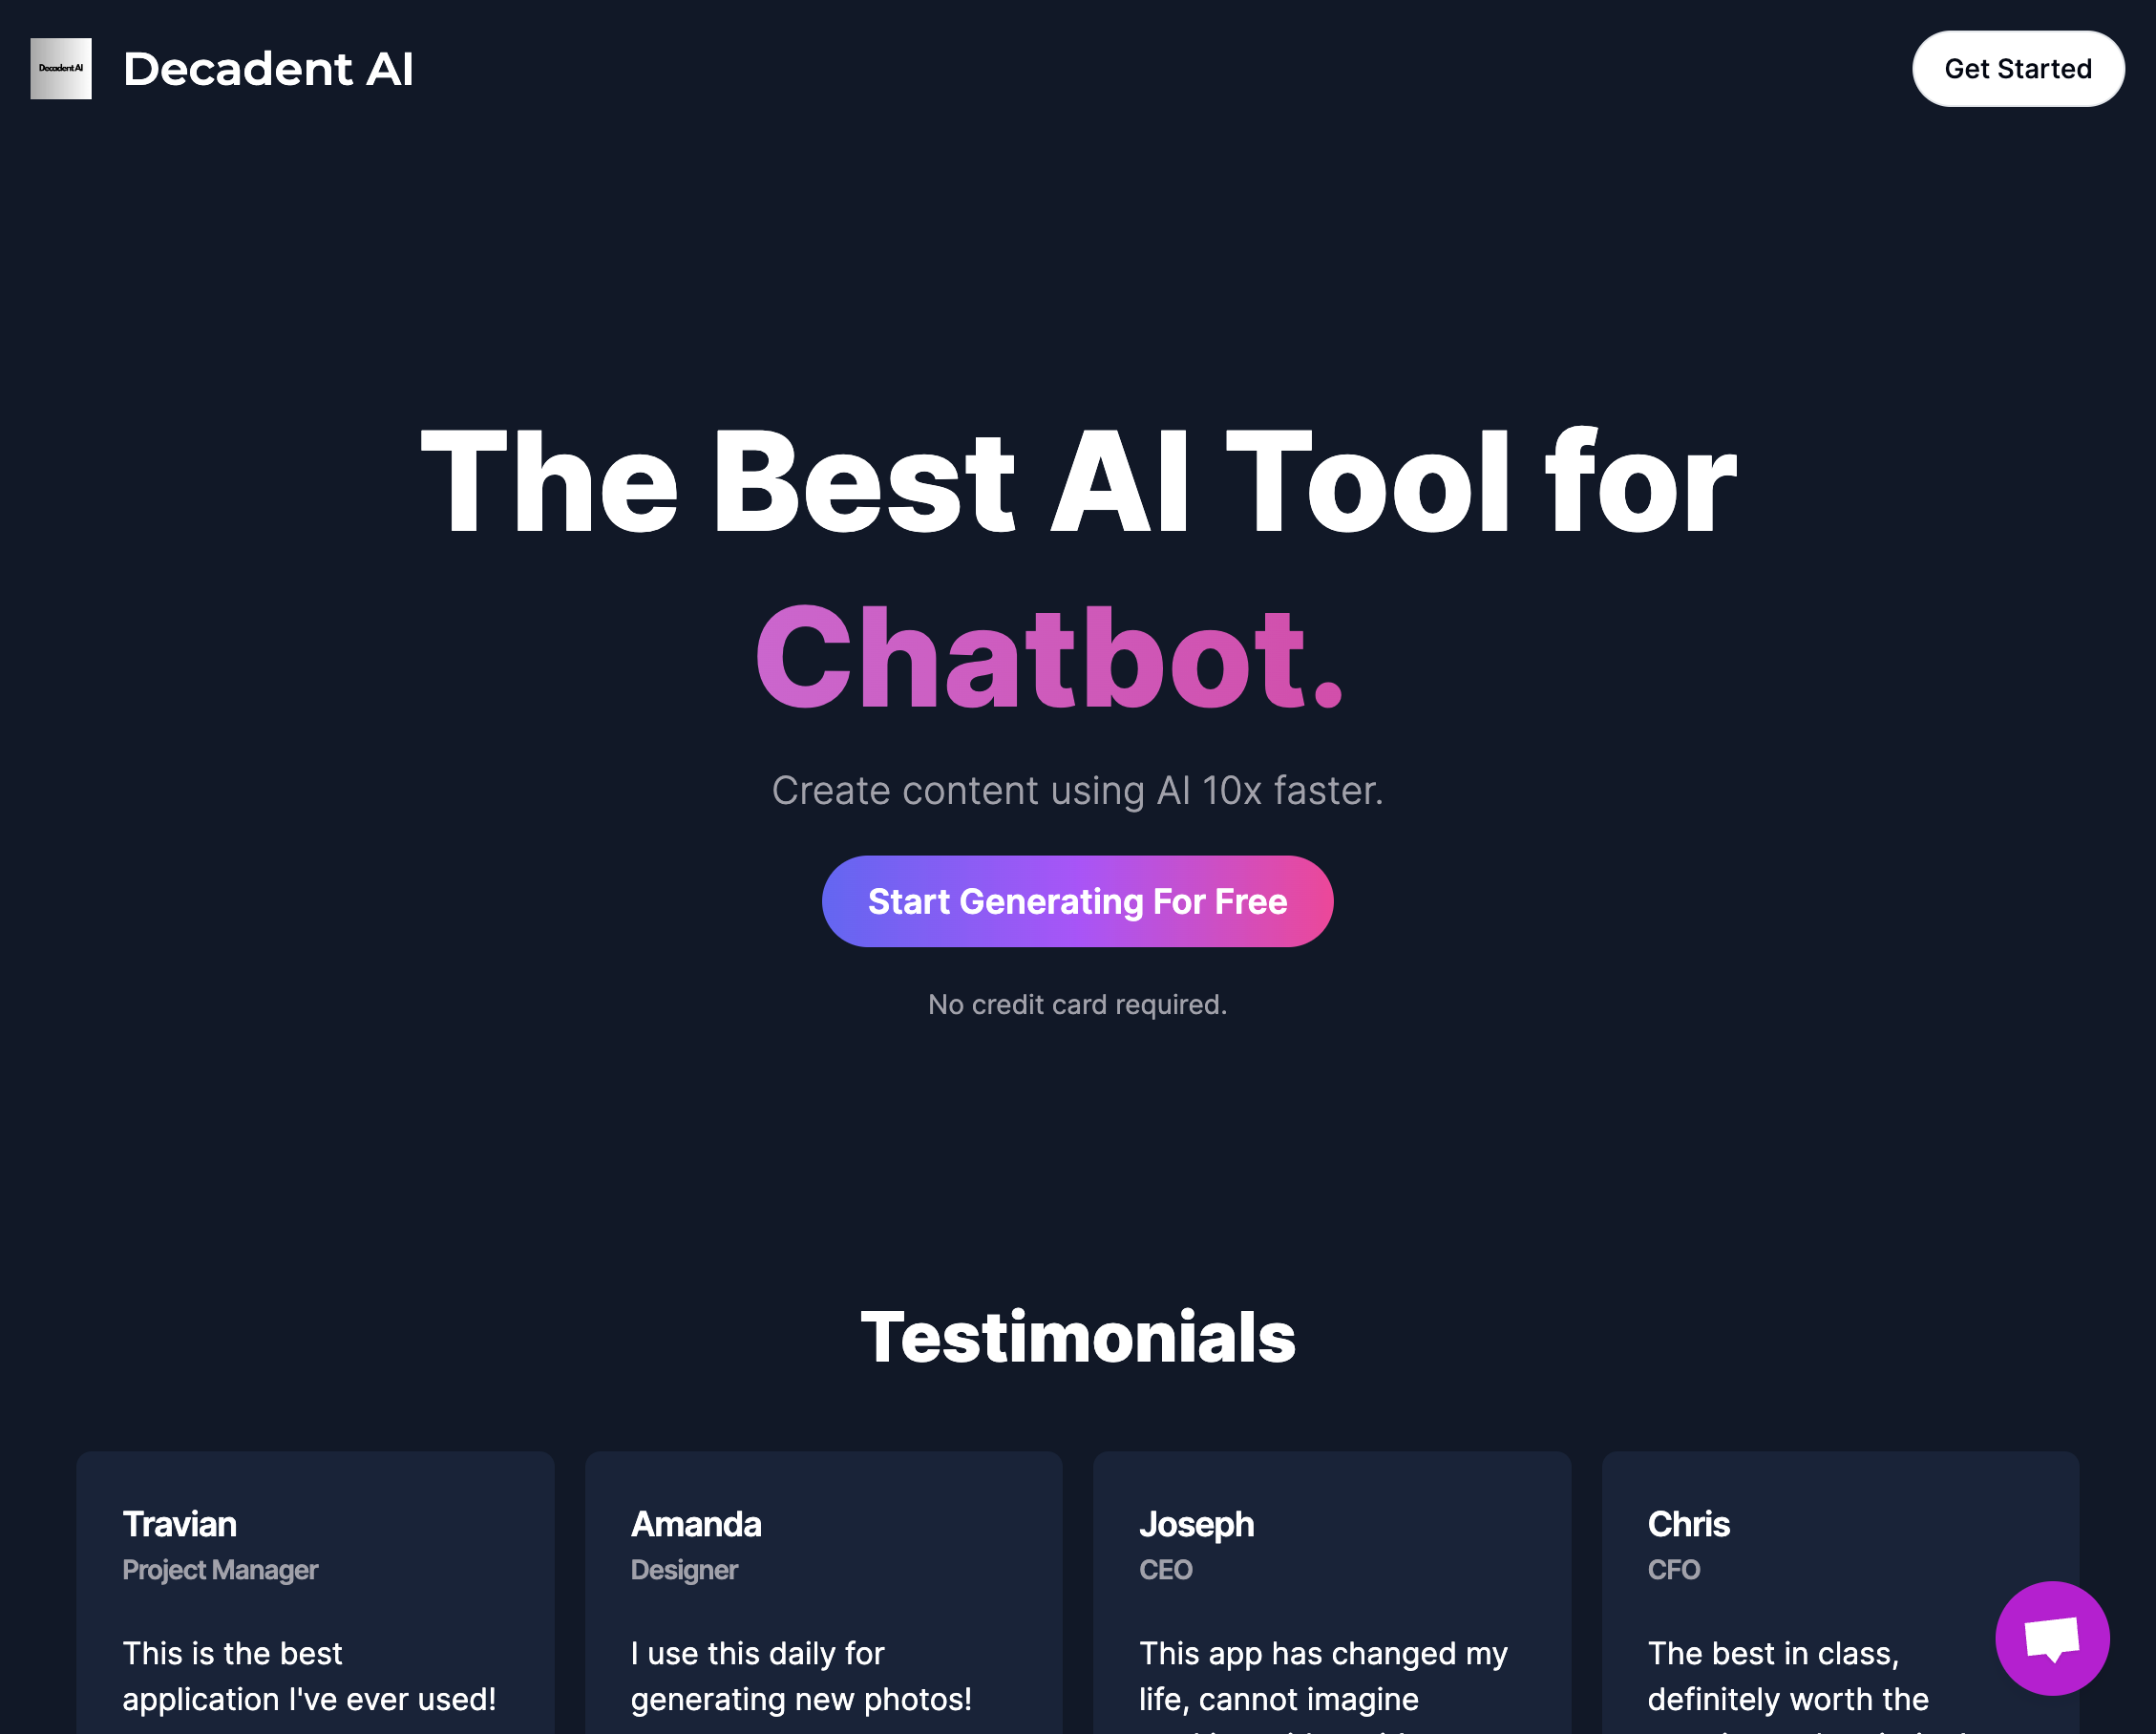 Decadent AI
Decadent AI
Get Started
The Best AI Tool for
Chatbot.
Create content using AI 10x faster.
Start Generating For Free
No credit card required.
Testimonials
Travian
Project Manager
This is the best
application I've ever used!
Amanda
Designer
I use this daily for
generating new photos!
Joseph
CEO
This app has changed my
life, cannot imagine
Chris
CFO
The best in class,
definitely worth the